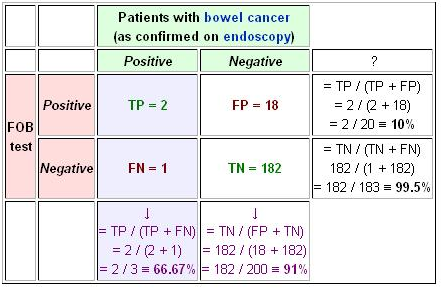 Patients with bowel cancer
(as confirmed on endoscopy)
Positive
Negative
?
FOB
test
Positive
TP = 2
FP = 18
= TP / (TP + FP)
= 2 / (2 + 18)
= 2 / 20 ≡ 10%
Negative
FN = 1
TN = 182
= TN / (TN + FN)
182 / (1 + 182)
= 182 / 183 ≡ 99.5%
↓
= TP / (TP + FN)
= 2 / (2 + 1)
= 2 / 3 ≡ 66.67%
↓
= TN / (FP + TN)
= 182 / (18 + 182)
= 182 / 200 ≡ 91%